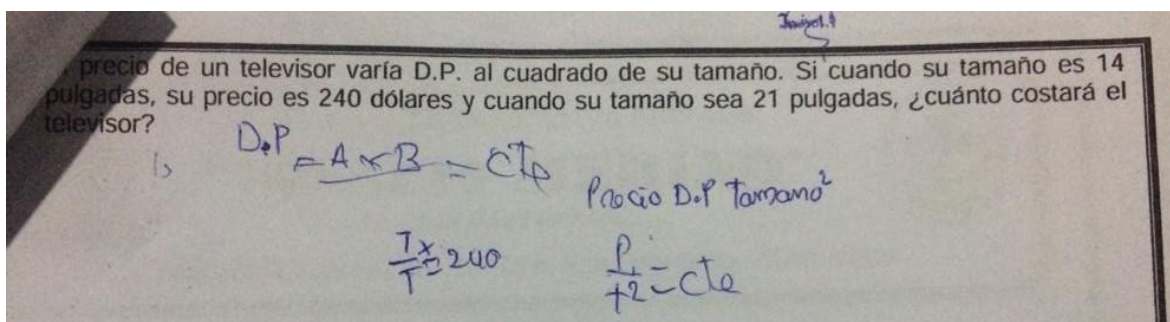 precio de un televisor varía D.P. al cuadrado de su tamaño. Si cuando su tamaño es 14
pulgadas, su precio es 240 dólares y cuando su tamaño sea 21 pulgadas, ¿cuánto costará el
televisor?
D.P = A x B = cte
Precio D.P Tamano²
= 240
P/t2 = cte